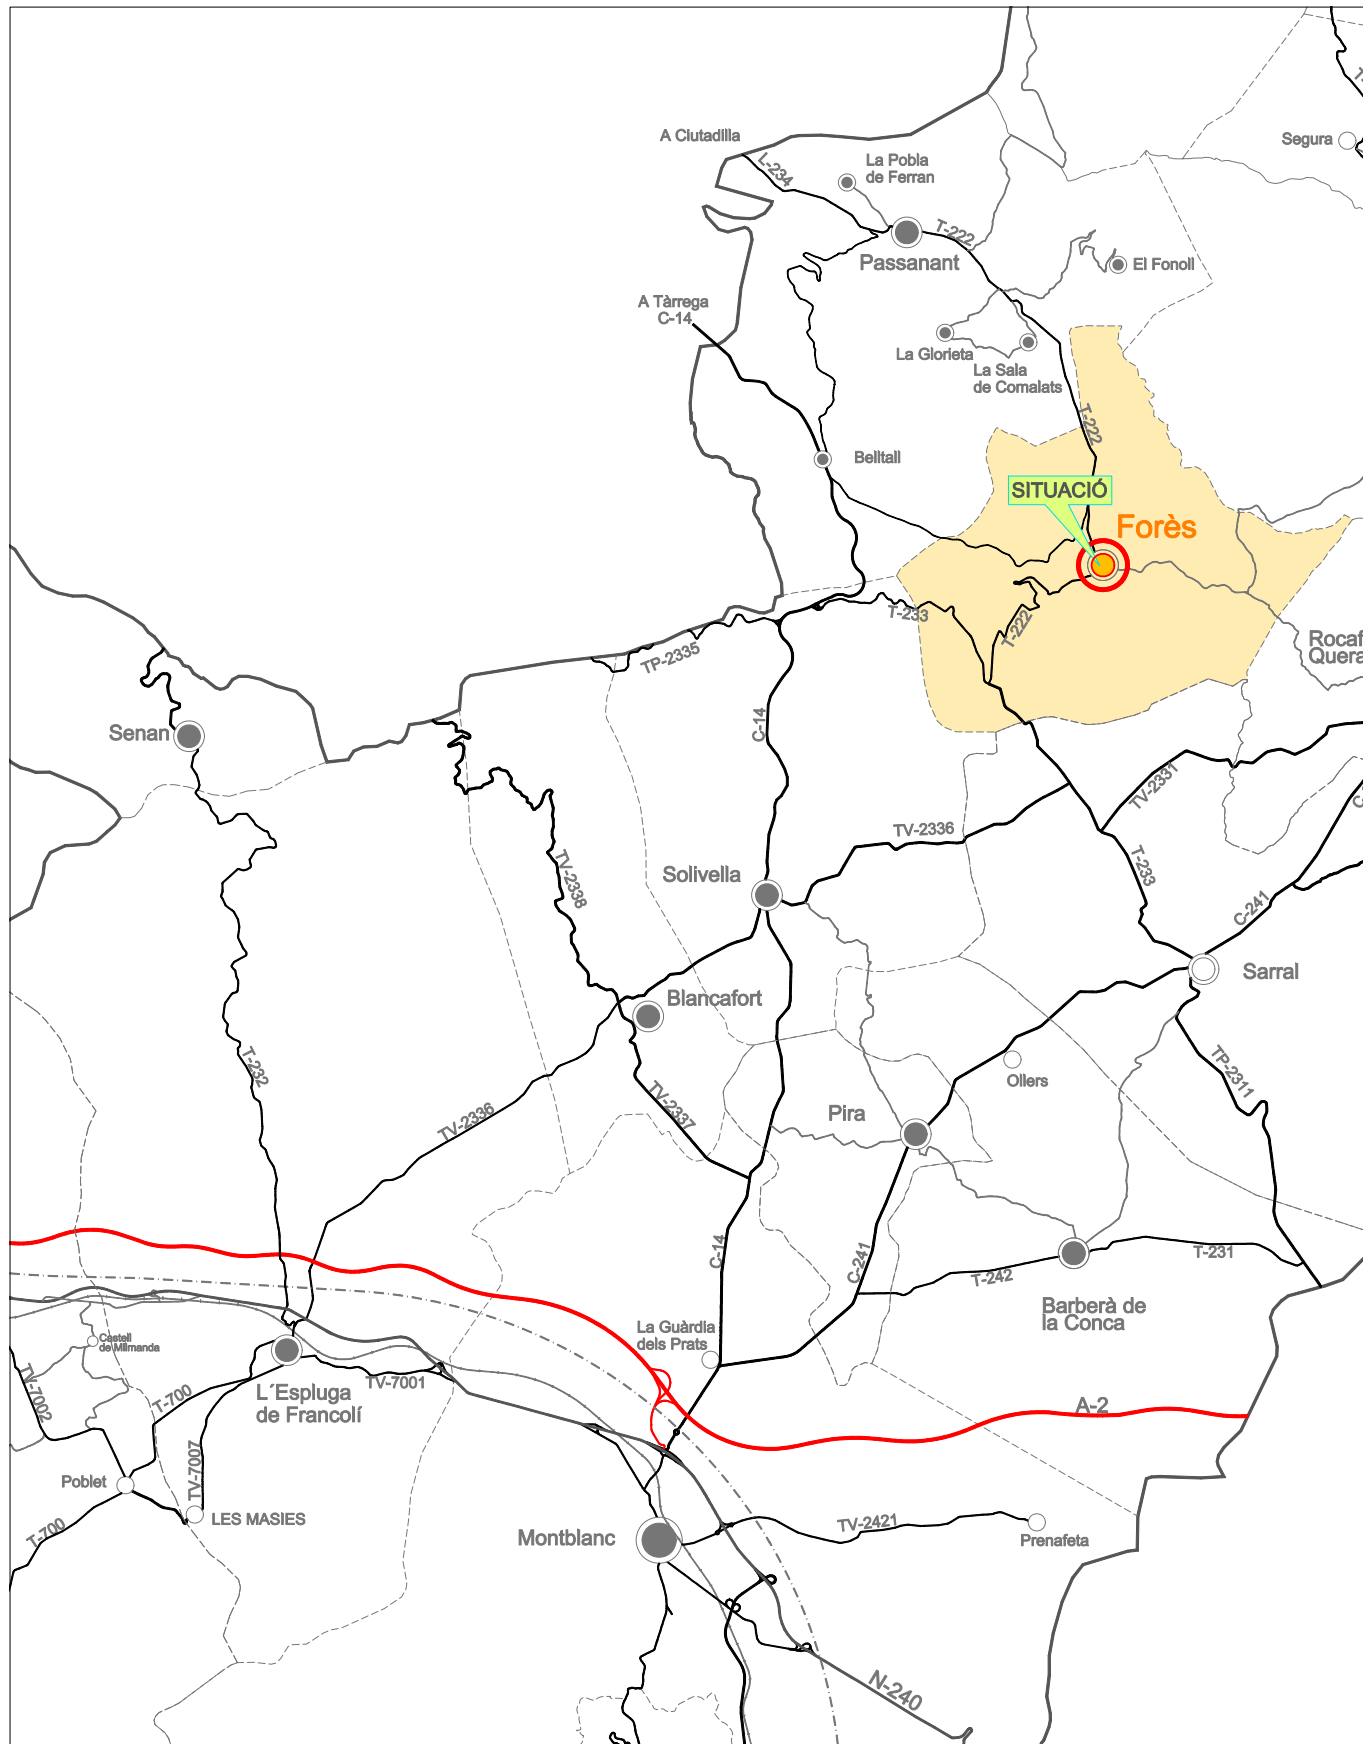 A Ciutadilla
L-234
La Pobla
de Ferran
Segura
T-222
Passanant
El Fonoll
A Tàrrega
C-14
La Glorieta
La Sala
de Comalats
T-222
Belltall
SITUACIÓ
Forès
T-233
T-222
TP-2335
Rocaf
Quera
Senan
C-14
TV-2331
TV-2336
TV-2338
Solivella
T-233
C-241
Sarral
Blancafort
T-232
Ollers
TP-2311
TV-2336
TV-2337
Pira
C-14
C-241
T-231
T-242
Barberà de
la Conca
La Guàrdia
dels Prats
Castell
de Milmanda
TV-7002
T-700
TV-7001
L´Espluga
de Francolí
A-2
TV-7007
Poblet
LES MASIES
T-700
Montblanc
TV-2421
Prenafeta
N-240